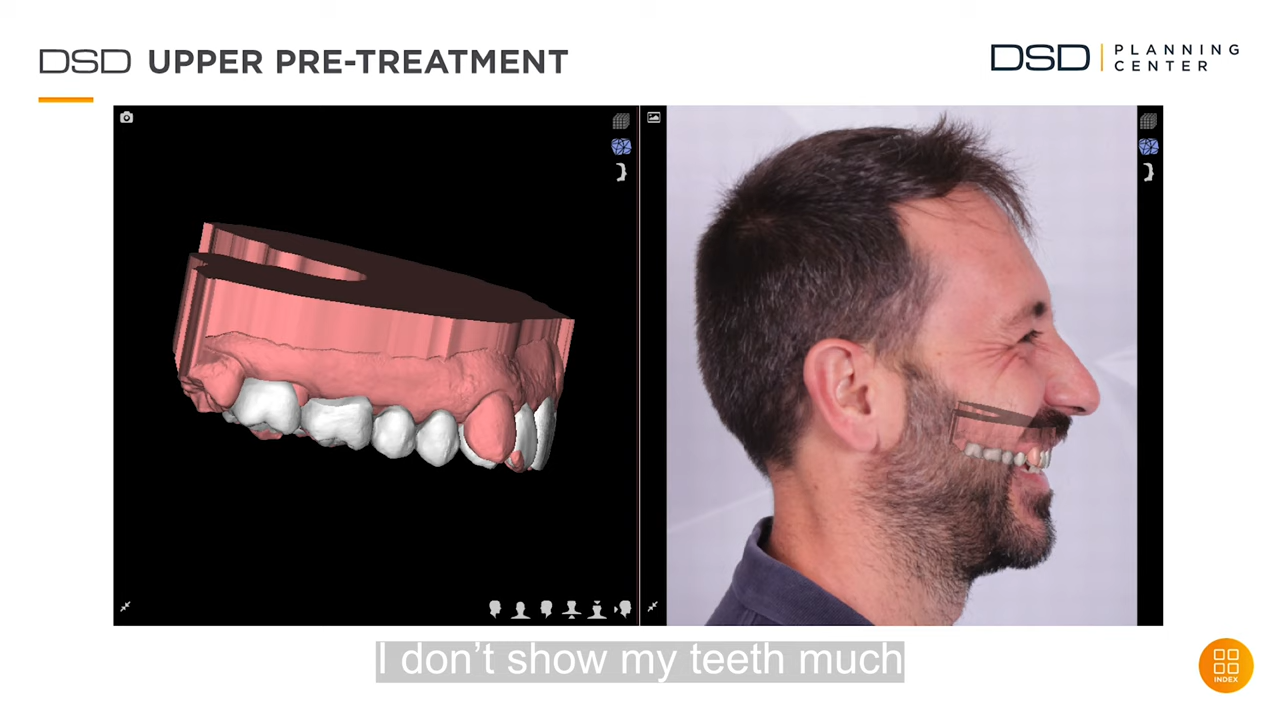 DSD UPPER PRE-TREATMENT
DSD PLANNING CENTER
I don't show my teeth much
INDEX